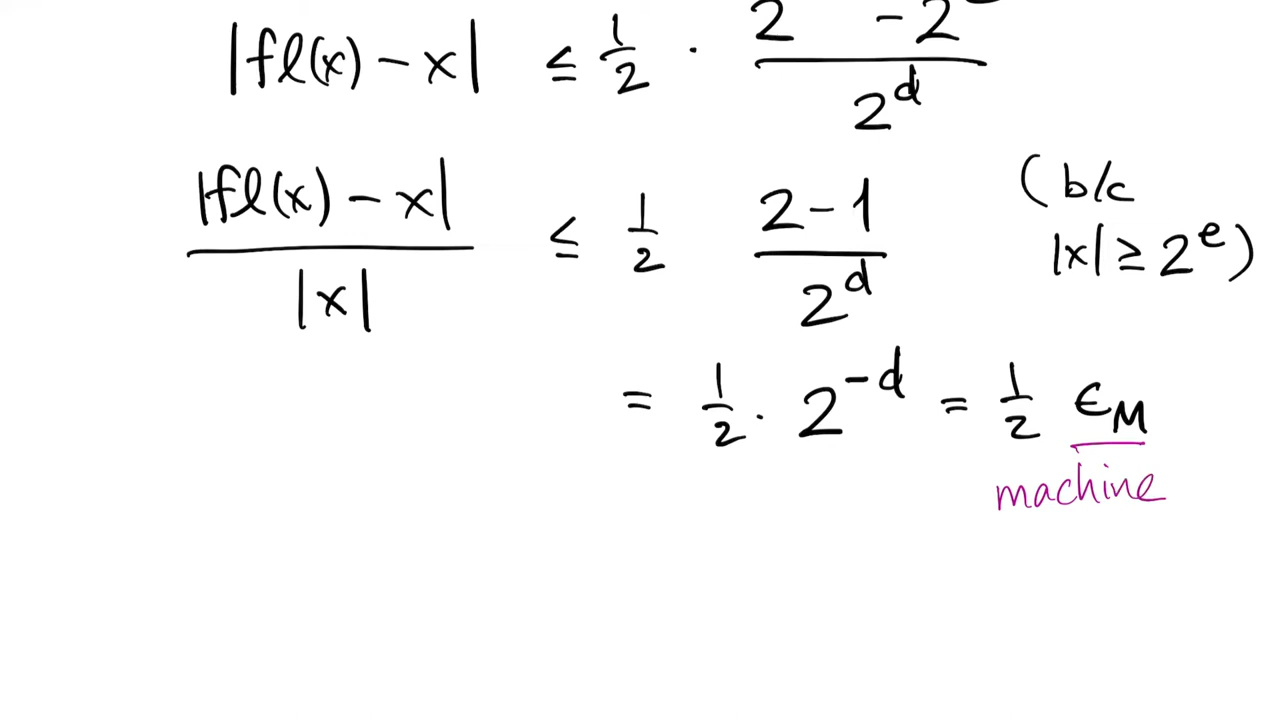 |fl(x) − x| ≤ 1/2 · (2 − 2)/2^d
|fl(x) − x|/|x| ≤ 1/2 (2 − 1)/2^d (b/c
|x| ≥ 2^e)
= 1/2 · 2^{−d} = 1/2 ϵ_M
machine